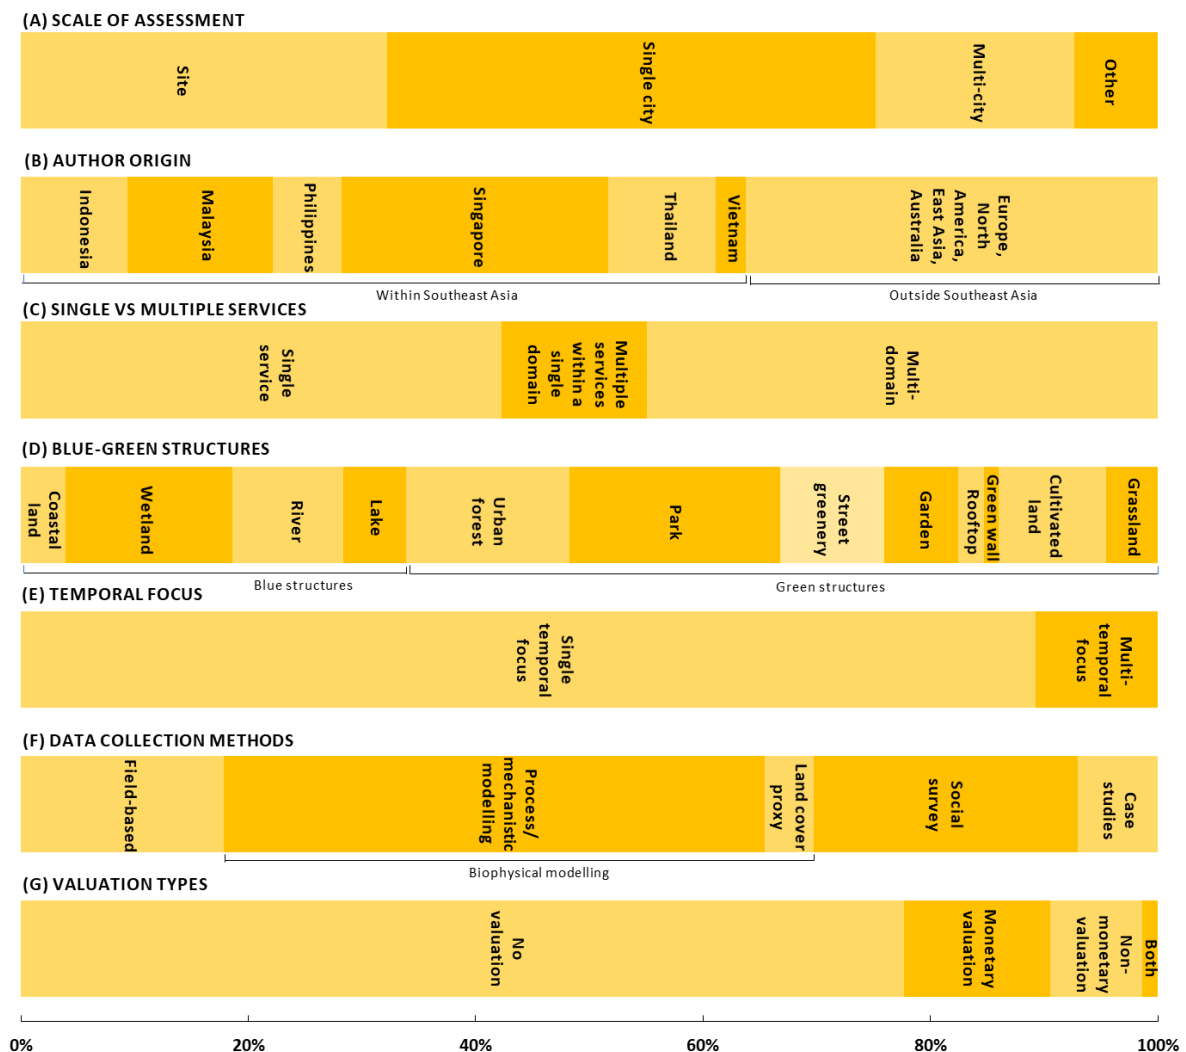 (A) SCALE OF ASSESSMENT
Site
Single city
Multi-city
Other
(B) AUTHOR ORIGIN
Indonesia
Malaysia
Philippines
Singapore
Thailand
Vietnam
Europe,
North
America,
East Asia,
Australia
Within Southeast Asia
Outside Southeast Asia
(C) SINGLE VS MULTIPLE SERVICES
Single
service
Multiple
services
within a
single
domain
Multi-
domain
(D) BLUE-GREEN STRUCTURES
Coastal
land
Wetland
River
Lake
Urban
forest
Park
Street
greenery
Garden
Rooftop
Green wall
Cultivated
land
Grassland
Blue structures
Green structures
(E) TEMPORAL FOCUS
Single
temporal
focus
Multi-
temporal
focus
(F) DATA COLLECTION METHODS
Field-based
Process/
mechanistic
modelling
Land cover
proxy
Social
survey
Case
studies
Biophysical modelling
(G) VALUATION TYPES
No
valuation
Monetary
valuation
Non-
monetary
valuation
Both
0%
20%
40%
60%
80%
100%